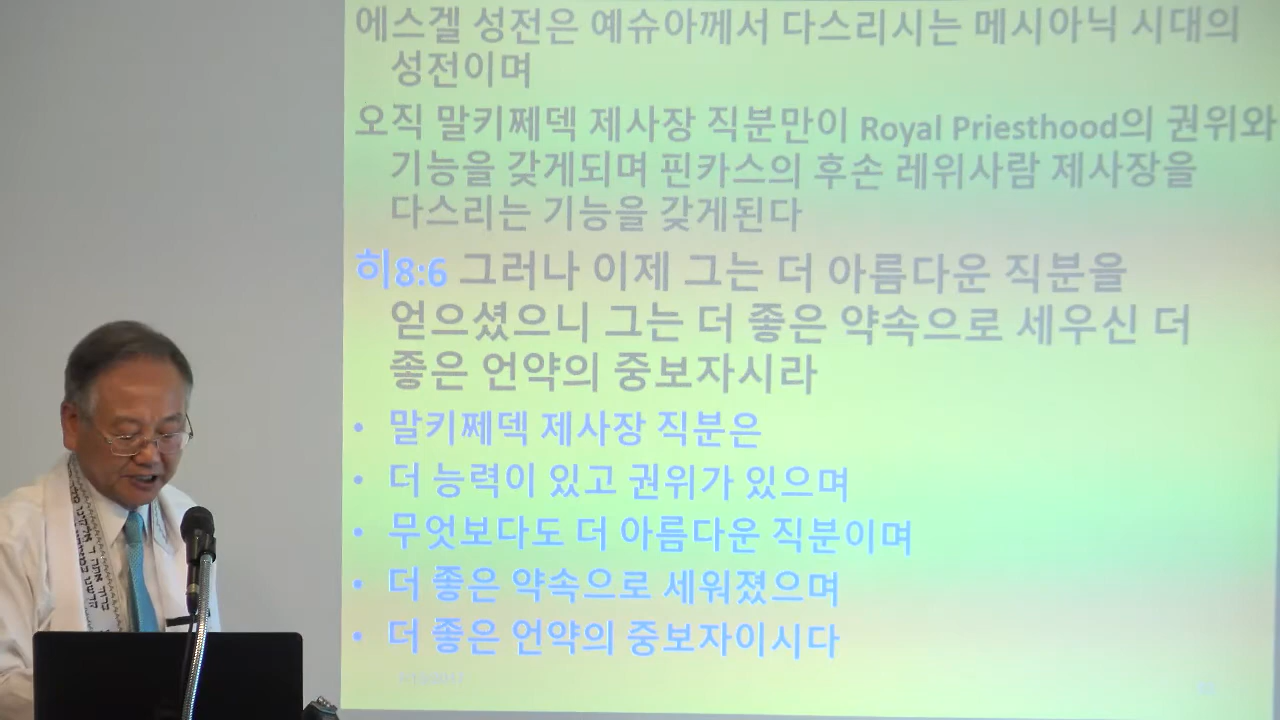 에스겔 성전은 예슈아께서 다스리시는 메시아닉 시대의
성전이며
오직 말키쩨덱 제사장 직분만이 Royal Priesthood의 권위와
기능을 갖게되며 핀카스의 후손 레위사람 제사장을
다스리는 기능을 갖게된다
히8:6 그러나 이제 그는 더 아름다운 직분을
얻으셨으니 그는 더 좋은 약속으로 세우신 더
좋은 언약의 중보자시라
• 말키쩨덱 제사장 직분은
• 더 능력이 있고 권위가 있으며
• 무엇보다도 더 아름다운 직분이며
• 더 좋은 약속으로 세워졌으며
• 더 좋은 언약의 중보자이시다